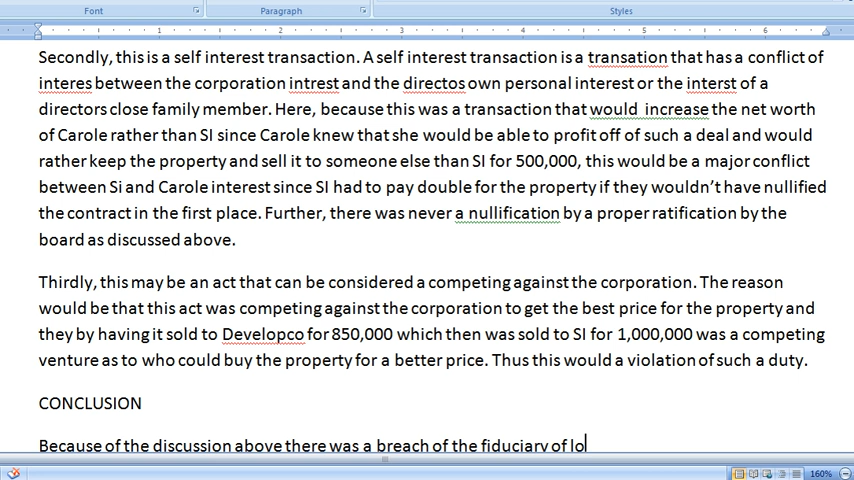 Font Paragraph Styles
1 2 3 4 5 6
Secondly, this is a self interest transaction. A self interest transaction is a transation that has a conflict of
interes between the corporation intrest and the directos own personal interest or the interst of a
directors close family member. Here, because this was a transaction that would  increase the net worth
of Carole rather than SI since Carole knew that she would be able to profit off of such a deal and would
rather keep the property and sell it to someone else than SI for 500,000, this would be a major conflict
between Si and Carole interest since SI had to pay double for the property if they wouldn’t have nullified
the contract in the first place. Further, there was never a nullification by a proper ratification by the
board as discussed above.
Thirdly, this may be an act that can be considered a competing against the corporation. The reason
would be that this act was competing against the corporation to get the best price for the property and
they by having it sold to Developco for 850,000 which then was sold to SI for 1,000,000 was a competing
venture as to who could buy the property for a better price. Thus this would a violation of such a duty.
CONCLUSION
Because of the discussion above there was a breach of the fiduciary of lo
160%